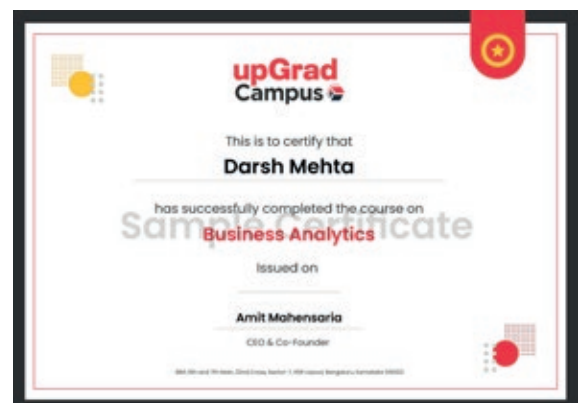 upGrad
Campus
This is to certify that
Darsh Mehta
has successfully completed the course on
Sample Certificate
Business Analytics
Issued on
Amit Mahensaria
CEO & Co-Founder